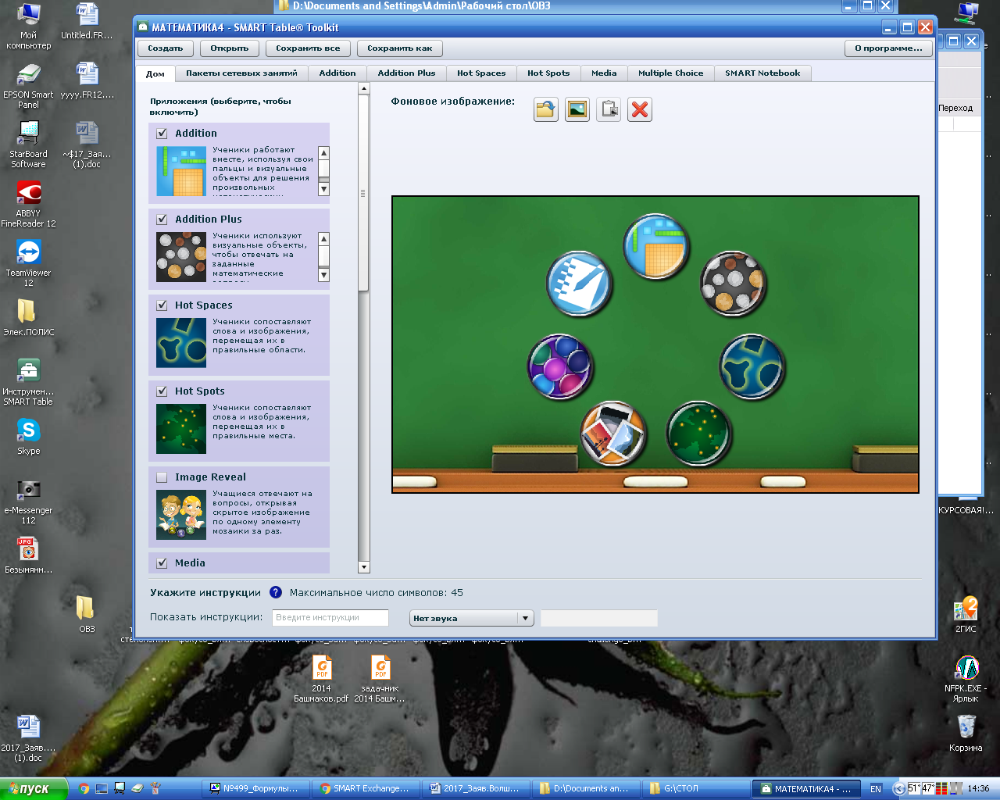 D:\Documents and Settings\Admin\Рабочий стол\ОВЗ
МАТЕМАТИКА4 - SMART Table® Toolkit
Создать
Открыть
Сохранить все
Сохранить как
О программе...
Дом
Пакеты сетевых занятий
Addition
Addition Plus
Hot Spaces
Hot Spots
Media
Multiple Choice
SMART Notebook
Приложения (выберите, чтобы
включить)
Addition
Ученики работают
вместе, используя свои
пальцы и визуальные
объекты для решения
произвольных
Addition Plus
Ученики используют
визуальные объекты,
чтобы отвечать на
заданные
математические
Hot Spaces
Ученики сопоставляют
слова и изображения,
перемещая их в
правильные области.
Hot Spots
Ученики сопоставляют
слова и изображения,
перемещая их в
правильные места.
Image Reveal
Учащиеся отвечают на
вопросы, открывая
скрытое изображение
по одному элементу
мозаики за раз.
Media
Фоновое изображение:
Укажите инструкции
?
Максимальное число символов: 45
Показать инструкции:
Введите инструкции
Нет звука
Мой
компьютер
Untitled.FR...
EPSON Smart
Panel
yyyy.FR12....
StarBoard
Software
~$17_Зая...
(1).doc
ABBYY
FineReader 12
TeamViewer
12
Элек.ПОЛИС
Инструмен...
SMART Table
Skype
e-Messenger
112
JPG
Безымянн...
ОВЗ
2014
Башмаков.pdf
PDF
задачник
2014 Башм...
PDF
2017_Заяв....
(1).doc
Переход
КУРСОВАЯ!...
2
2ГИС
NFPK.EXE -
Ярлык
Корзина
пуск
№499_Формулы...
SMART Exchange...
2017_Заяв.Волш...
D:\Documents an...
G:\СТОЛ
МАТЕМАТИКА4 - ...
EN
51°
47°
14:36